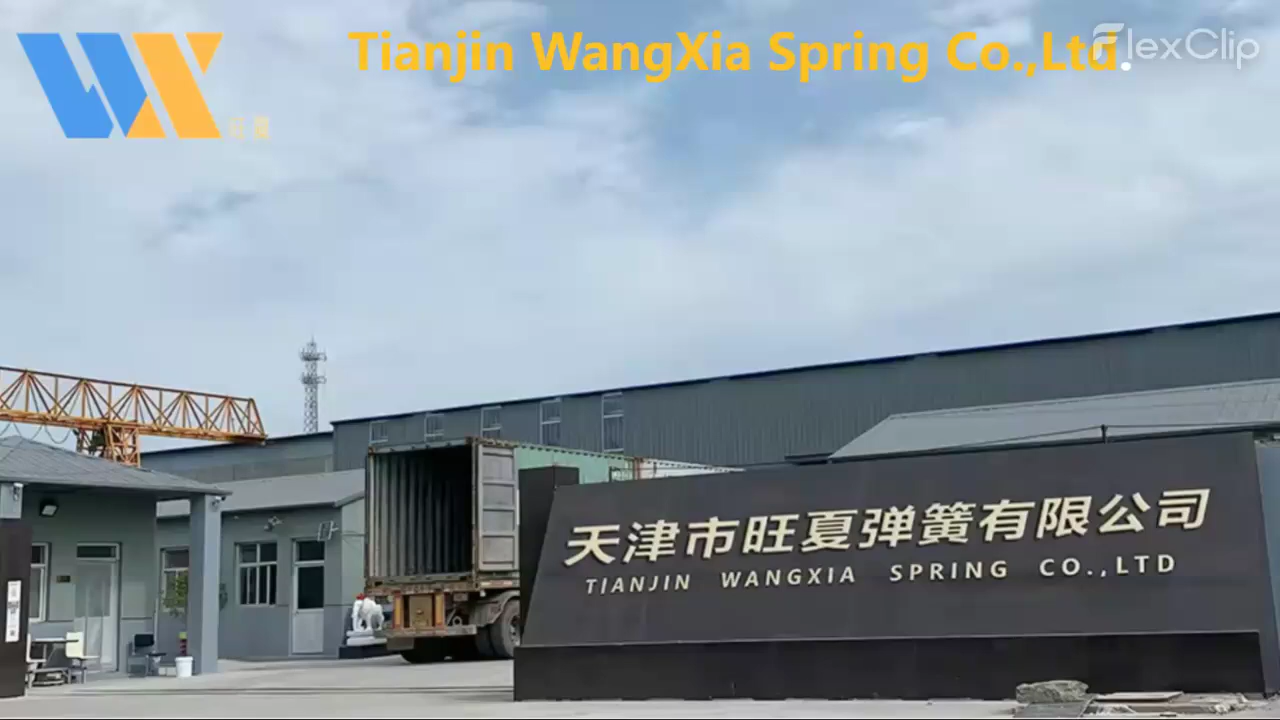 Tianjin WangXia Spring Co.,Ltd.
FlexClip
天津市旺夏弹簧有限公司
TIANJIN WANGXIA SPRING CO.,LTD